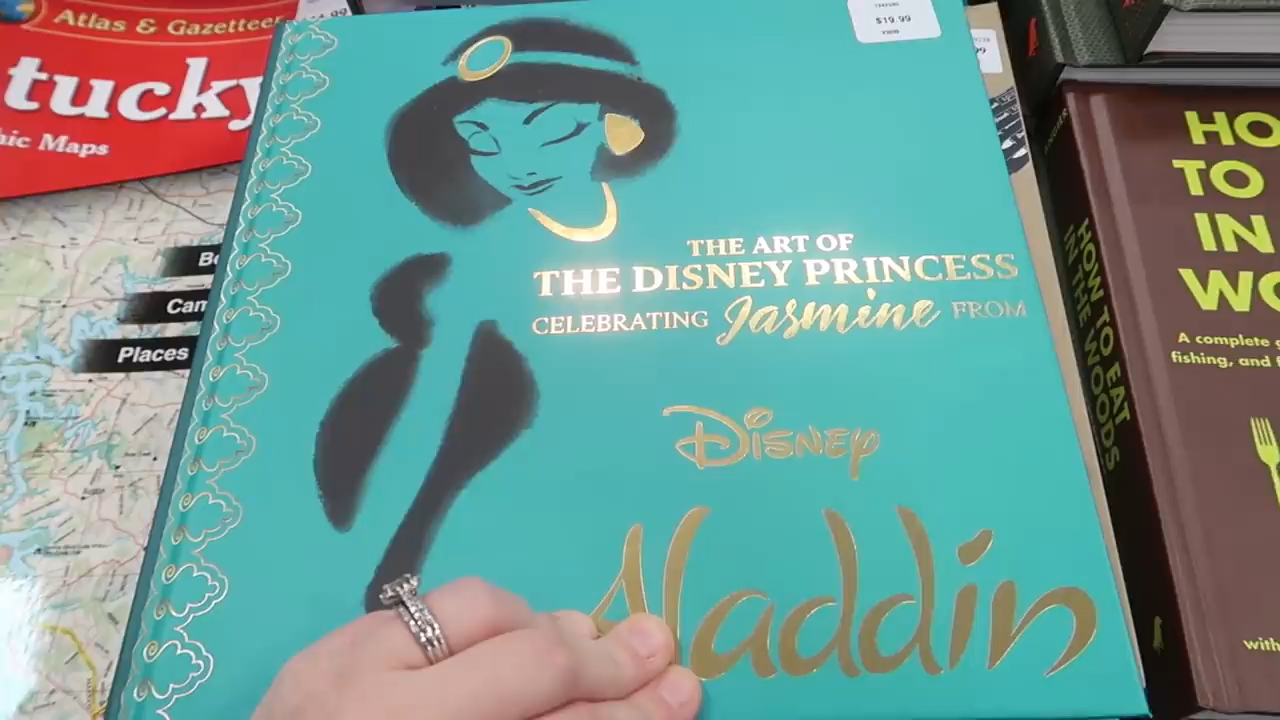 Atlas & Gazetteer
tucky
hic Maps
Places
$19.99
THE ART OF
THE DISNEY PRINCESS
CELEBRATING Jasmine FROM
DISNEY
Aladdin
HOW TO EAT
IN THE WOODS
HO
TO
IN
WO
A complete g
fishing, and f
with